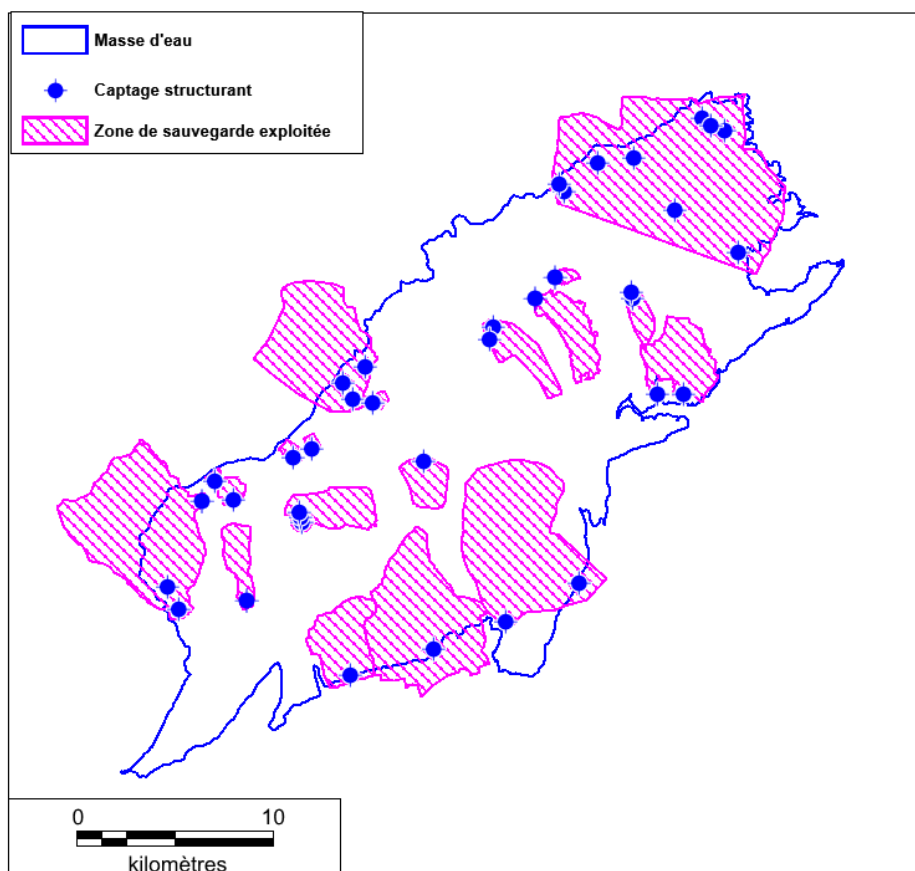 Masse d'eau
Captage structurant
Zone de sauvegarde exploitée
0 10
kilomètres